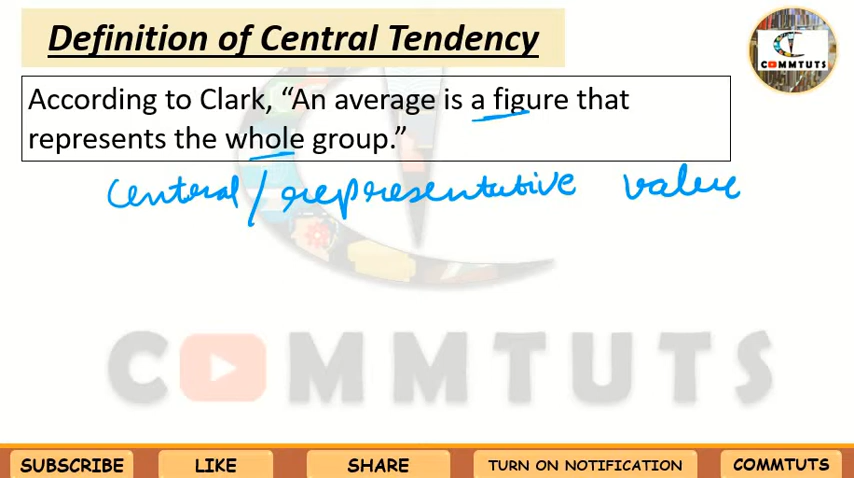 Definition of Central Tendency
COMMTUTS
According to Clark, “An average is a figure that
represents the whole group.”
central/representative value
COMMTUTS
SUBSCRIBE LIKE SHARE TURN ON NOTIFICATION COMMTUTS